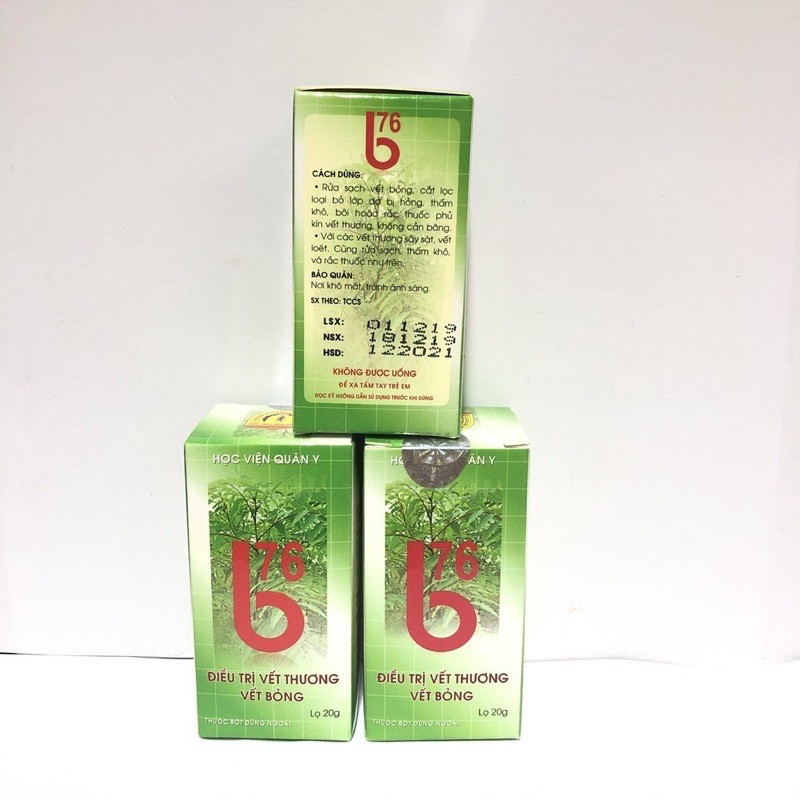 b76
CÁCH DÙNG:
• Rửa sạch vết bỏng, cắt lọc
loại bỏ lớp da bị hỏng, thấm
khô, bôi hoặc rắc thuốc phủ
kín vết thương, không cần băng.
• Với các vết thương sây sát, vết
loét. Cũng rửa sạch, thấm khô,
và rắc thuốc như trên.
BẢO QUẢN:
Nơi khô mát, tránh ánh sáng.
SX THEO: TCCS
LSX: 011219
NSX: 181219
HSD: 122021
KHÔNG ĐƯỢC UỐNG
ĐỂ XA TẦM TAY TRẺ EM
ĐỌC KỸ HƯỚNG DẪN SỬ DỤNG TRƯỚC KHI DÙNG
HỌC VIỆN QUÂN Y
b76
ĐIỀU TRỊ VẾT THƯƠNG
VẾT BỎNG
Lọ 20g
THUỐC BỘT DÙNG NGOÀI
QUÂN Y
b76
ĐIỀU TRỊ VẾT THƯƠNG
VẾT BỎNG
Lọ 20g
THUỐC BỘT DÙNG NGOÀI